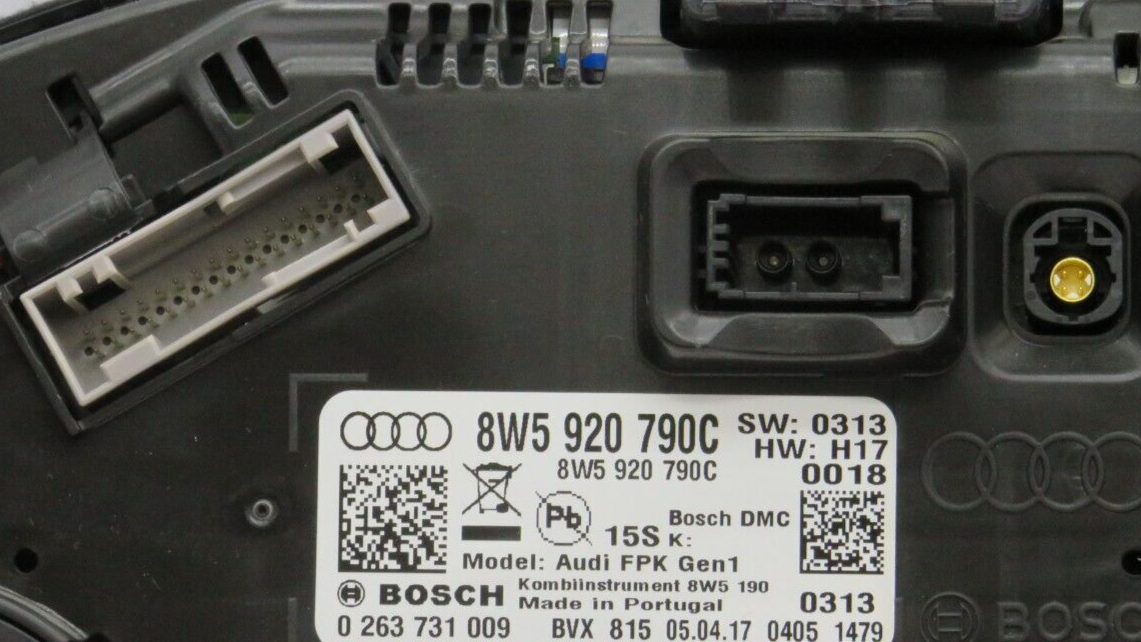 8W5 920 790C SW: 0313
HW: H17
8W5 920 790C 0018
Pb 15S Bosch DMC
K:
Model: Audi FPK Gen1
BOSCH Kombiinstrument 8W5 190
Made in Portugal 0313
0 263 731 009 BVX 815 05.04.17 0405 1479
BOSC